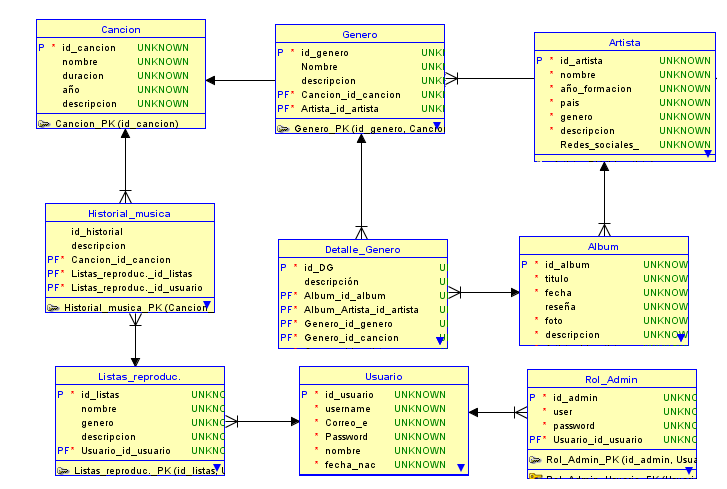 Cancion
P * id_cancion UNKNOWN
nombre UNKNOWN
duracion UNKNOWN
año UNKNOWN
descripcion UNKNOWN
Cancion_PK (id_cancion)
Genero
P * id_genero UNK
Nombre UNK
descripcion UNK
PF* Cancion_id_cancion UNK
PF* Artista_id_artista UNK
Genero_PK (id_genero, Cancio
Artista
P * id_artista UNKNOWN
* nombre UNKNOWN
* año_formacion UNKNOWN
* pais UNKNOWN
* genero UNKNOWN
* descripcion UNKNOWN
Redes_sociales_ UNKNOWN
Historial_musica
id_historial
descripcion
PF* Cancion_id_cancion
PF* Listas_reproduc._id_listas
PF* Listas_reproduc._id_usuario
Historial_musica_PK (Cancion
Detalle_Genero
P * id_DG U
descripción U
PF* Album_id_album U
PF* Album_Artista_id_artista U
PF* Genero_id_genero U
PF* Genero_id_cancion U
Album
P * id_album UNKNOW
* titulo UNKNOW
* fecha UNKNOW
reseña UNKNOW
* foto UNKNOW
* descripcion UNKNOW
Listas_reproduc.
P * id_listas UNKNO
nombre UNKNO
genero UNKNO
descripcion UNKNO
PF* Usuario_id_usuario UNKNO
Listas_reproduc._PK (id_listas, U
Usuario
P * id_usuario UNKNOWN
* username UNKNOWN
* Correo_e UNKNOWN
* Password UNKNOWN
* nombre UNKNOWN
* fecha_nac UNKNOWN
Rol_Admin
P * id_admin UNKNO
* user UNKNO
* password UNKNO
PF* Usuario_id_usuario UNKNO
Rol_Admin_PK (id_admin, Usua